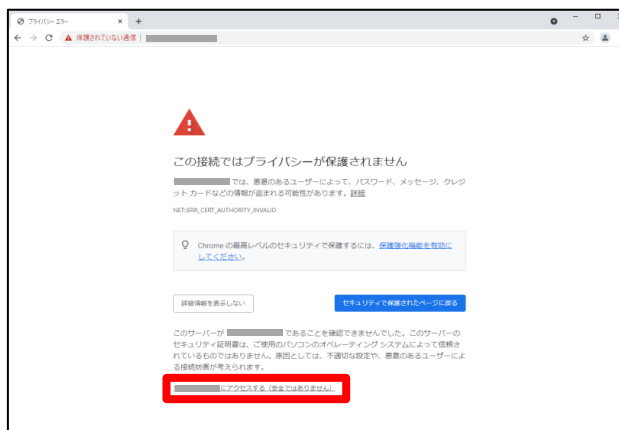 プライバシー エラー
保護されていない通信
この接続ではプライバシーが保護されません
では、悪意のあるユーザーによって、パスワード、メッセージ、クレジ
ット カードなどの情報が盗まれる可能性があります。詳細
NET::ERR_CERT_AUTHORITY_INVALID
Chrome の最高レベルのセキュリティで保護するには、保護強化機能を有効に
してください。
詳細情報を表示しない
セキュリティで保護されたページに戻る
このサーバーが であることを確認できませんでした。このサーバーの
セキュリティ証明書は、ご使用のパソコンのオペレーティング システムによって信頼さ
れているものではありません。原因としては、不適切な設定や、悪意のあるユーザーによ
る接続妨害が考えられます。
にアクセスする（安全ではありません）